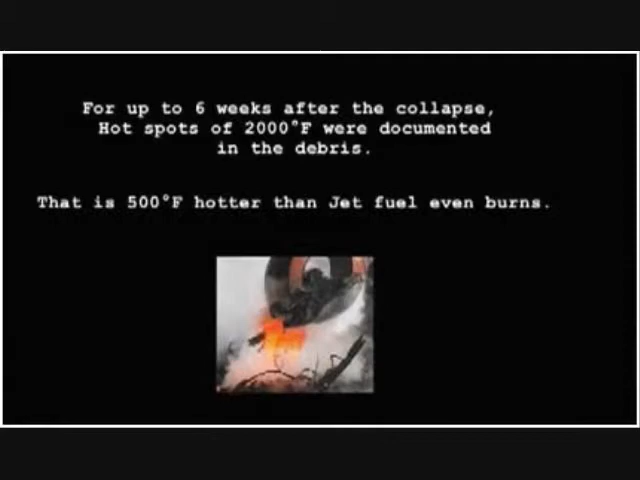 For up to 6 weeks after the collapse,
Hot spots of 2000°F were documented
in the debris.
That is 500°F hotter than Jet fuel even burns.